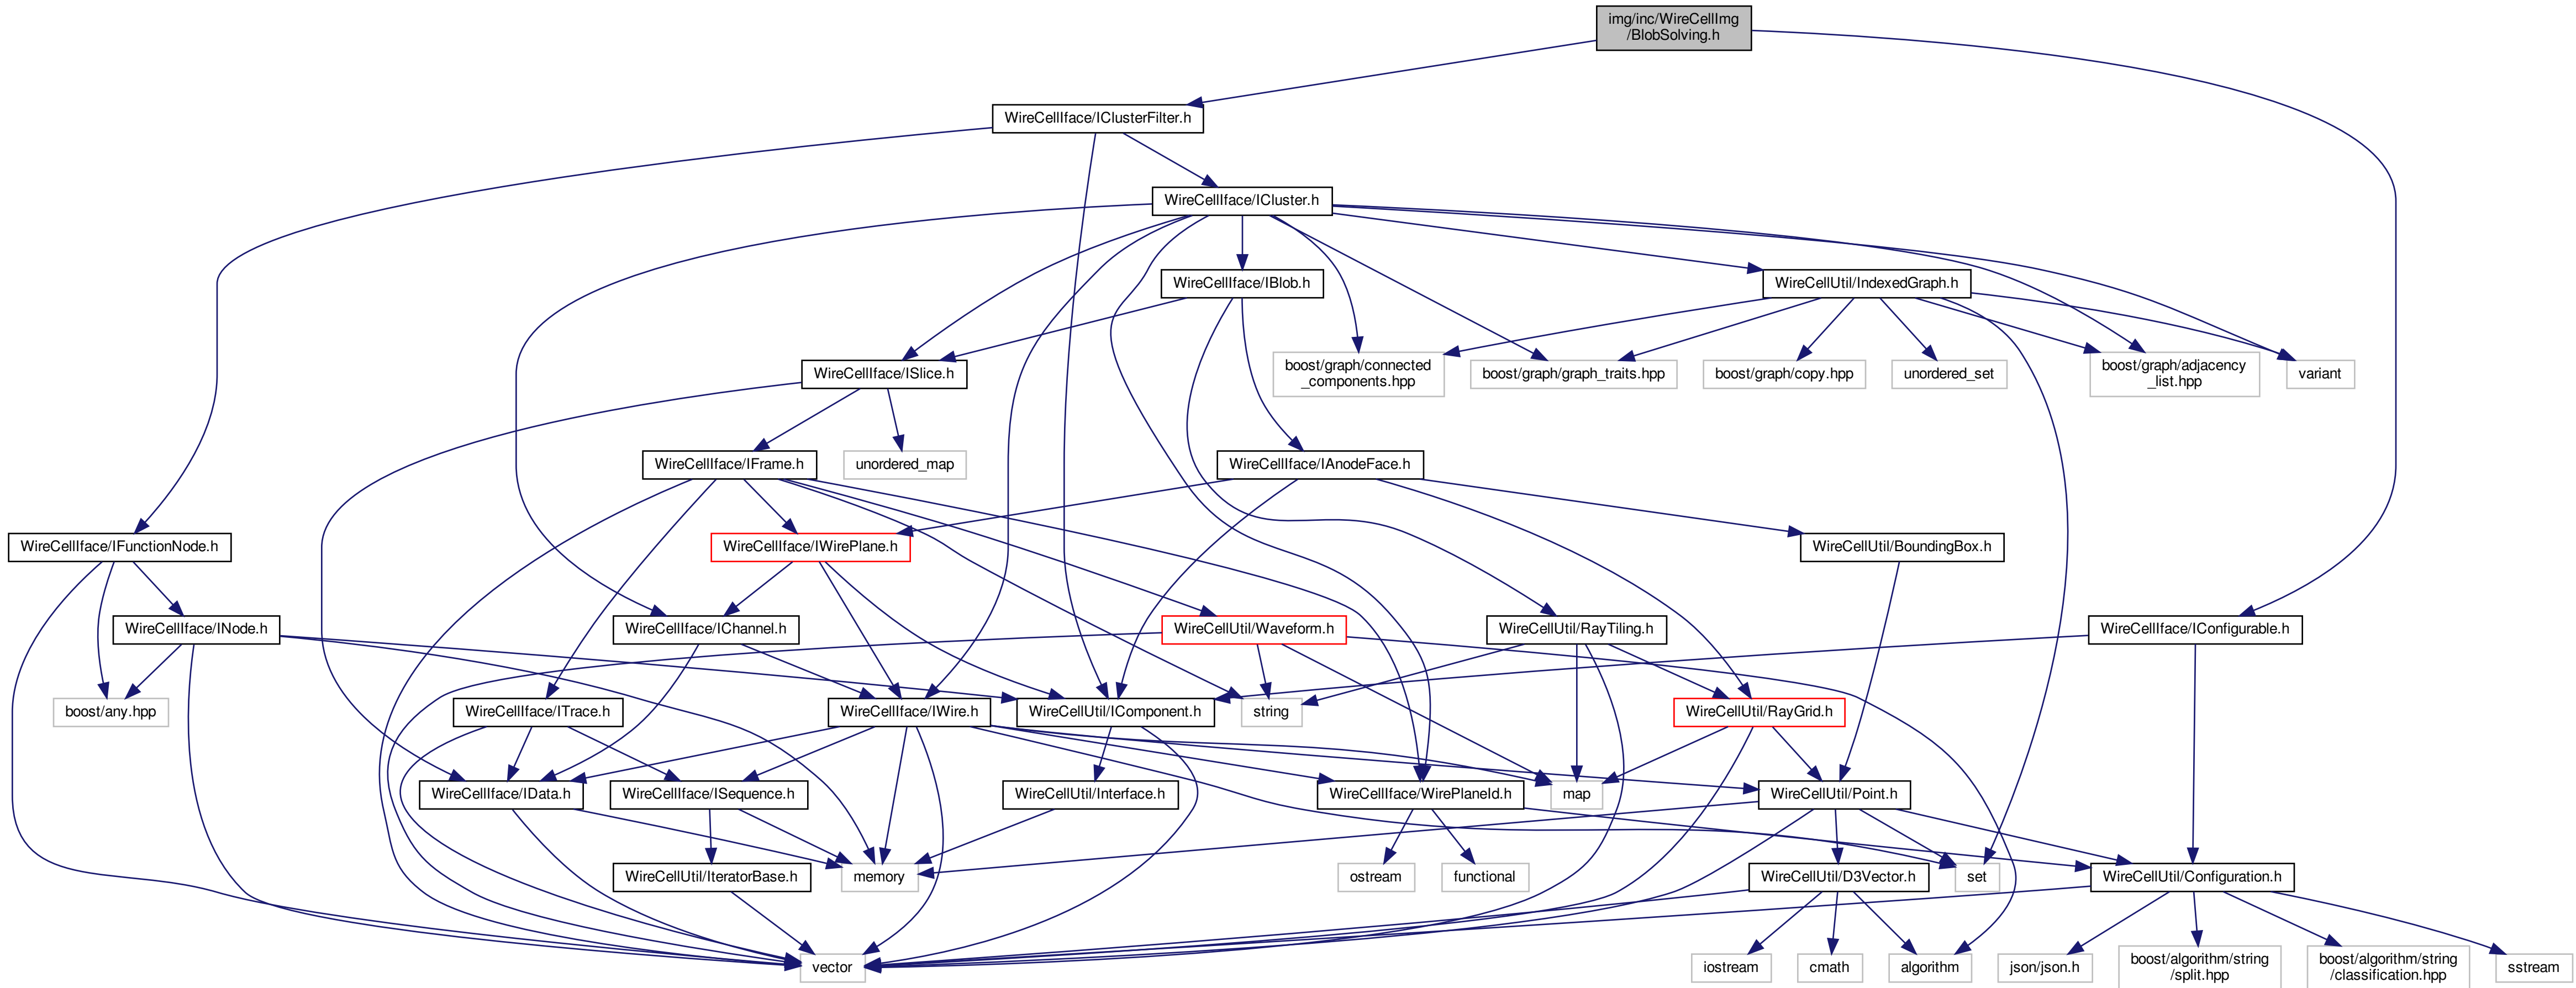 img/inc/WireCellImg
/BlobSolving.h
WireCellIface/IClusterFilter.h
WireCellIface/ICluster.h
WireCellIface/IBlob.h
WireCellUtil/IndexedGraph.h
WireCellIface/ISlice.h
boost/graph/connected
_components.hpp
boost/graph/graph_traits.hpp
boost/graph/copy.hpp
unordered_set
boost/graph/adjacency
_list.hpp
variant
WireCellIface/IFrame.h
unordered_map
WireCellIface/IAnodeFace.h
WireCellIface/IFunctionNode.h
WireCellIface/IWirePlane.h
WireCellUtil/BoundingBox.h
WireCellIface/INode.h
WireCellIface/IChannel.h
WireCellUtil/Waveform.h
WireCellUtil/RayTiling.h
WireCellIface/IConfigurable.h
boost/any.hpp
WireCellIface/ITrace.h
WireCellIface/IWire.h
WireCellUtil/IComponent.h
string
WireCellUtil/RayGrid.h
WireCellIface/IData.h
WireCellIface/ISequence.h
WireCellUtil/Interface.h
WireCellIface/WirePlaneId.h
map
WireCellUtil/Point.h
WireCellUtil/IteratorBase.h
memory
ostream
functional
WireCellUtil/D3Vector.h
set
WireCellUtil/Configuration.h
vector
iostream
cmath
algorithm
json/json.h
boost/algorithm/string
/split.hpp
boost/algorithm/string
/classification.hpp
sstream